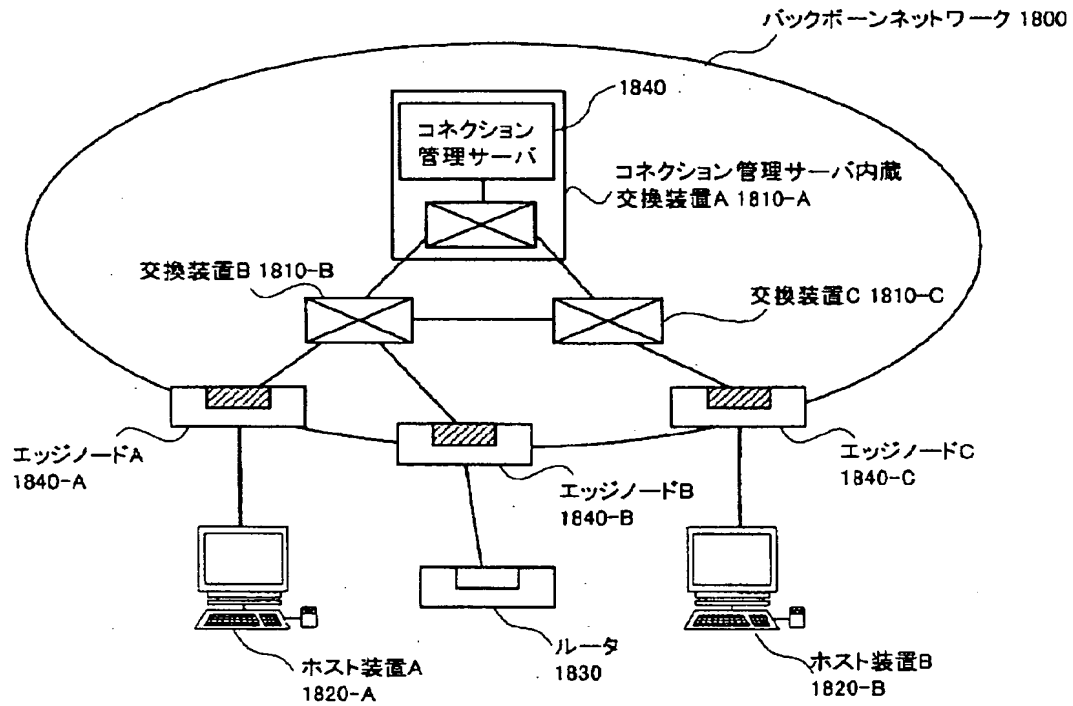 バックボーンネットワーク 1800
1840
コネクション
管理サーバ
コネクション管理サーバ内蔵
交換装置A 1810-A
交換装置B 1810-B
交換装置C 1810-C
エッジノードA
1840-A
エッジノードB
1840-B
エッジノードC
1840-C
ホスト装置A
1820-A
ルータ
1830
ホスト装置B
1820-B